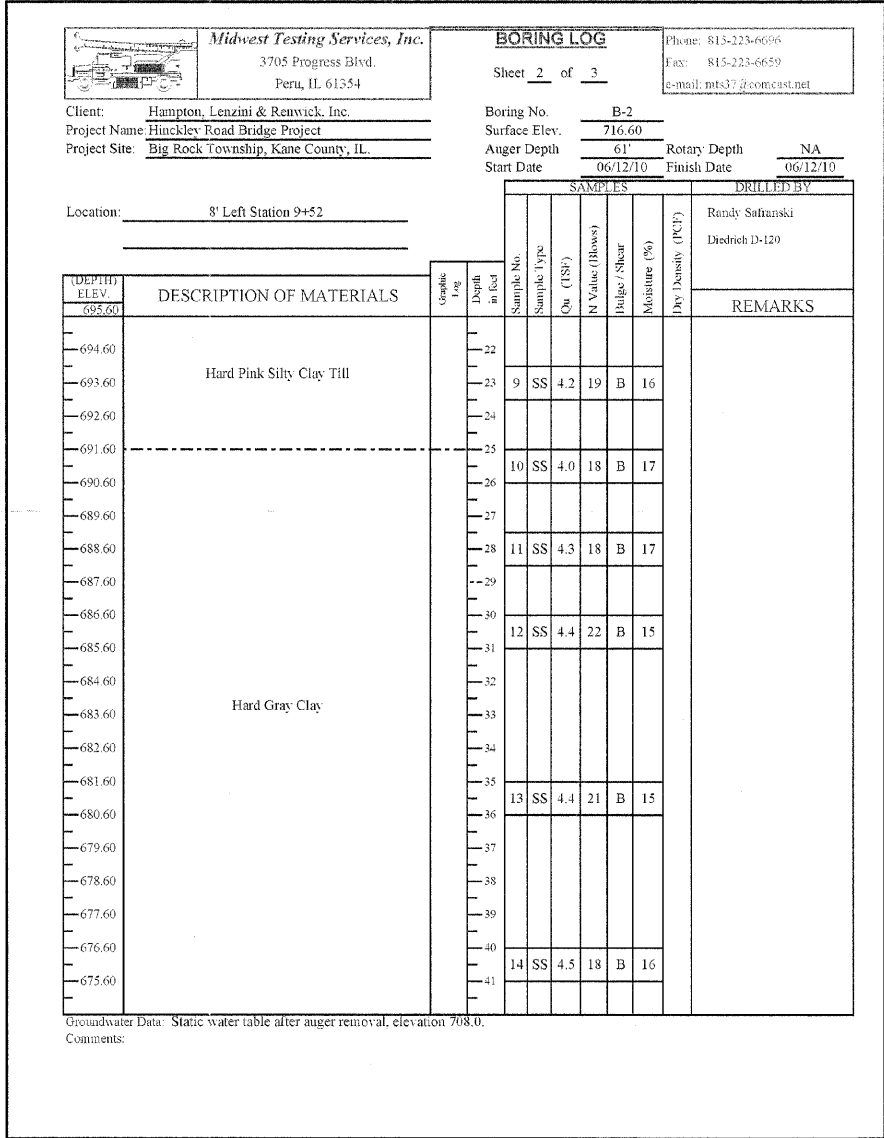 Midwest Testing Services, Inc.
3705 Progress Blvd.
Peru, IL 61354
BORING LOG
Sheet 2 of 3
Phone: 815-223-6696
Fax: 815-223-6659
e-mail: mts37@comcast.net
Client: Hampton, Lenzini & Renwick, Inc.
Project Name: Hinckley Road Bridge Project
Project Site: Big Rock Township, Kane County, IL.
Boring No. B-2
Surface Elev. 716.60
Auger Depth 61' Rotary Depth NA
Start Date 06/12/10 Finish Date 06/12/10
SAMPLES DRILLED BY
Location: 8' Left Station 9+52
Randy Safranski
Diedrich D-120
(DEPTH) ELEV. 695.60
DESCRIPTION OF MATERIALS
Graphic Log
Depth in feet
Sample No.
Sample Type
Qu (TSF)
N Value (Blows)
Bulge / Shear
Moisture (%)
Dry Density (PCF)
REMARKS
694.60 22
Hard Pink Silty Clay Till
693.60 23 9 SS 4.2 19 B 16
692.60 24
691.60 25
10 SS 4.0 18 B 17
690.60 26
689.60 27
688.60 28 11 SS 4.3 18 B 17
687.60 29
686.60 30
12 SS 4.4 22 B 15
685.60 31
684.60 32
Hard Gray Clay
683.60 33
682.60 34
681.60 35
13 SS 4.4 21 B 15
680.60 36
679.60 37
678.60 38
677.60 39
676.60 40
14 SS 4.5 18 B 16
675.60 41
Groundwater Data: Static water table after auger removal, elevation 708.0.
Comments: